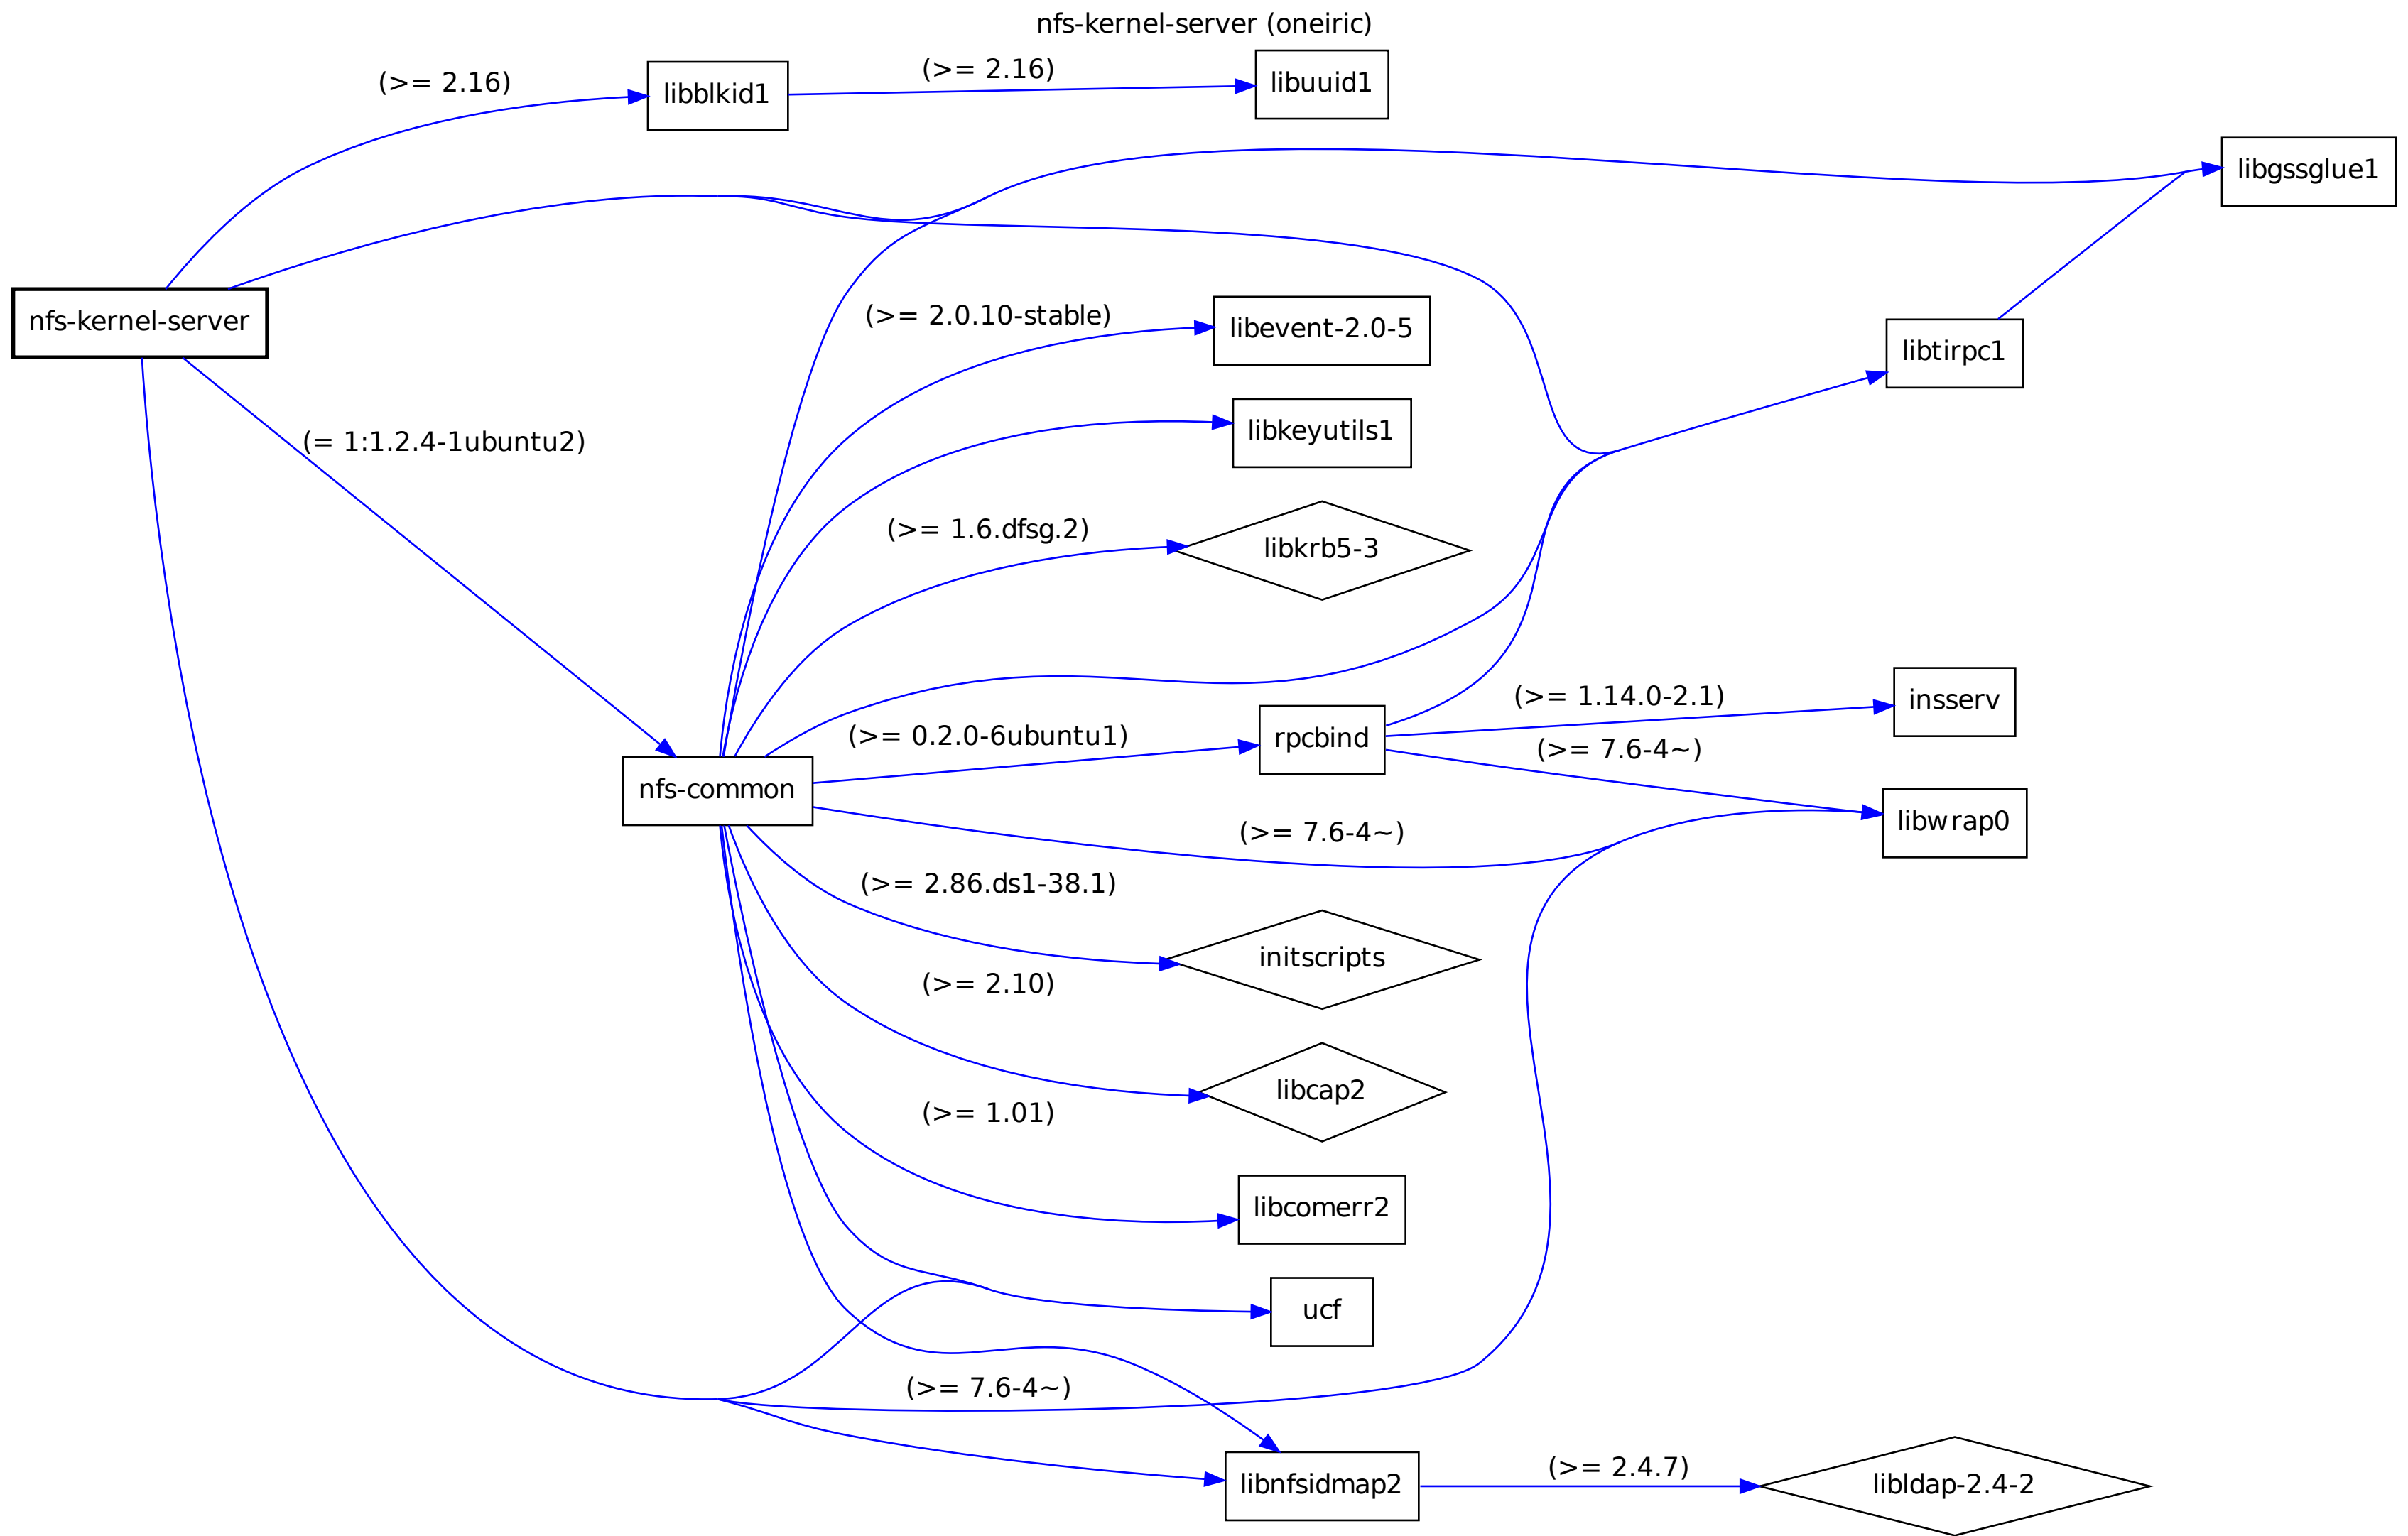 nfs-kernel-server (oneiric)
(>= 2.16)
libblkid1
(>= 2.16)
libuuid1
libgssglue1
nfs-kernel-server
(>= 2.0.10-stable)
libevent-2.0-5
libtirpc1
(= 1:1.2.4-1ubuntu2)
libkeyutils1
(>= 1.6.dfsg.2)
libkrb5-3
(>= 1.14.0-2.1)
insserv
(>= 0.2.0-6ubuntu1)
rpcbind
(>= 7.6-4~)
nfs-common
(>= 7.6-4~)
libwrap0
(>= 2.86.ds1-38.1)
initscripts
(>= 2.10)
libcap2
(>= 1.01)
libcomerr2
ucf
(>= 7.6-4~)
libnfsidmap2
(>= 2.4.7)
libldap-2.4-2